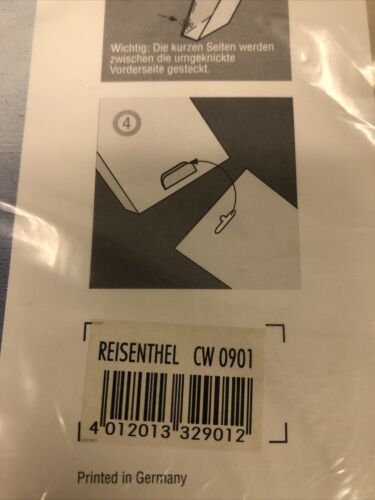 Wichtig: Die kurzen Seiten werden
zwischen die umgeknickte
Vorderseite gesteckt.
4
REISENTHEL CW 0901
4 012013 329012
Printed in Germany